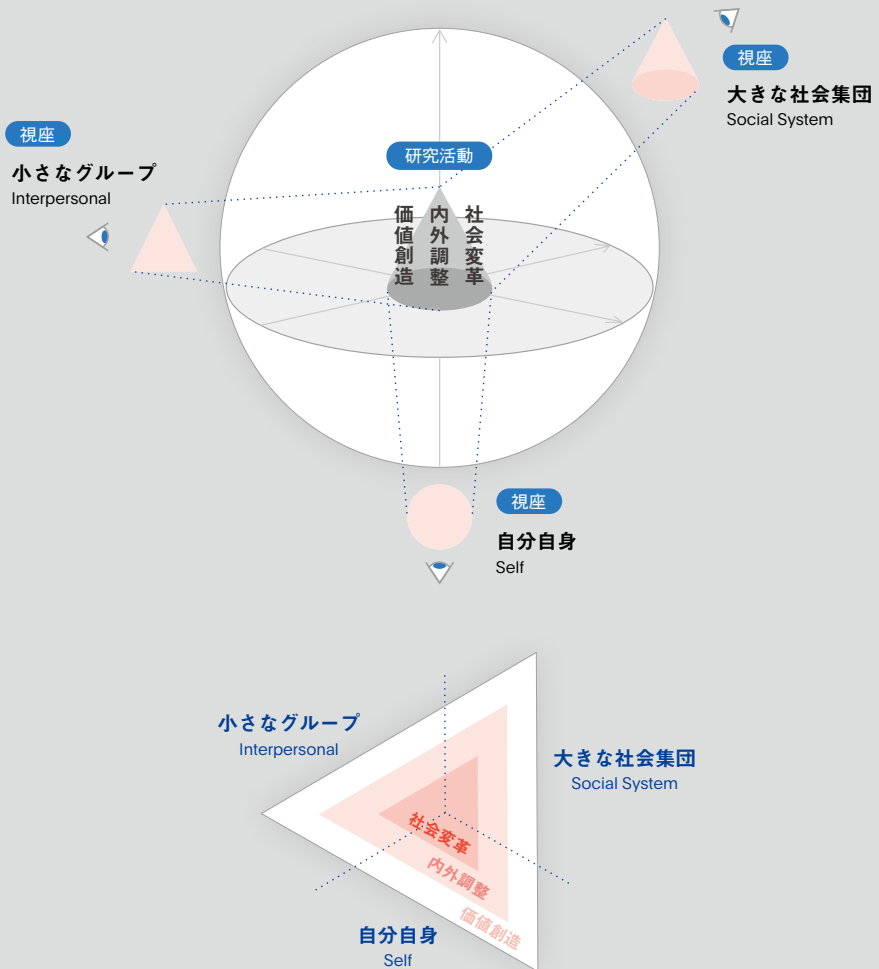 視座
大きな社会集団
Social System
視座
小さなグループ
Interpersonal
研究活動
価値創造
内外調整
社会変革
視座
自分自身
Self
小さなグループ
Interpersonal
大きな社会集団
Social System
社会変革
内外調整
価値創造
自分自身
Self